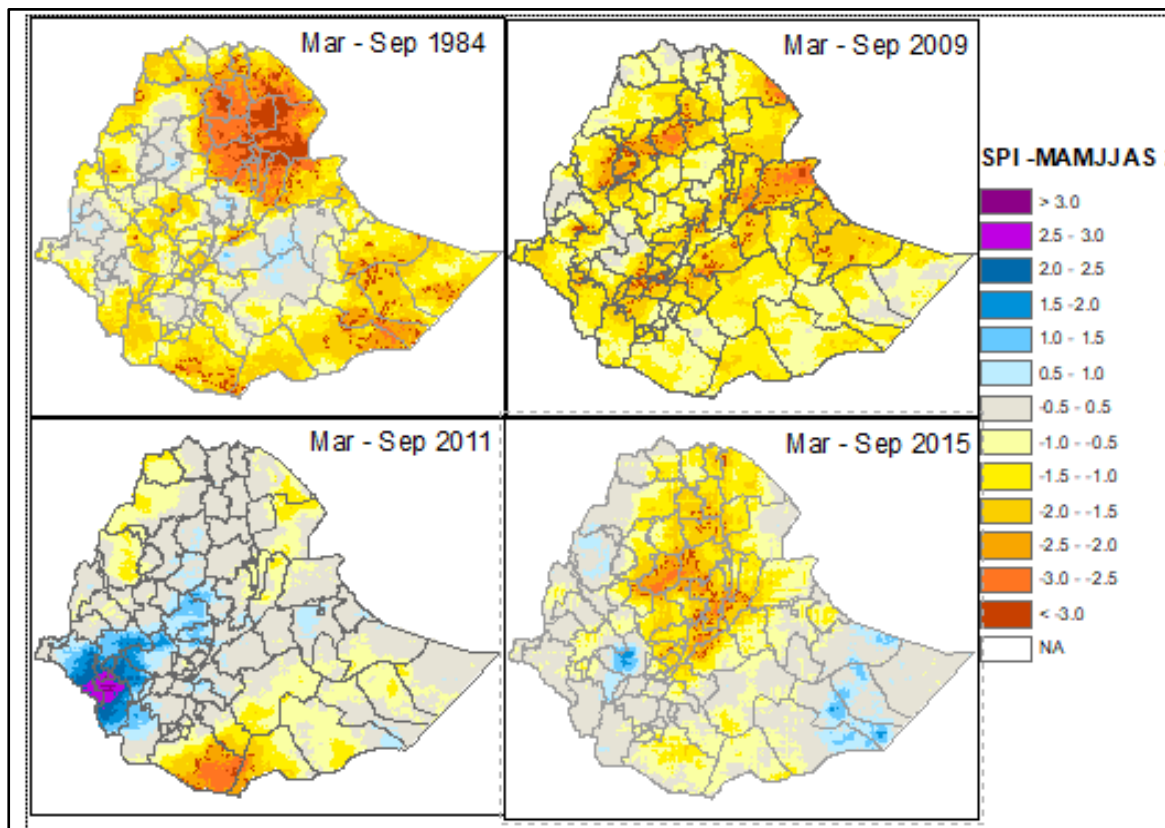 Mar - Sep 1984
Mar - Sep 2009
Mar - Sep 2011
Mar - Sep 2015
SPI -MAMJJAS
> 3.0
2.5 - 3.0
2.0 - 2.5
1.5 -2.0
1.0 - 1.5
0.5 - 1.0
-0.5 - 0.5
-1.0 - -0.5
-1.5 - -1.0
-2.0 - -1.5
-2.5 - -2.0
-3.0 - -2.5
< -3.0
NA